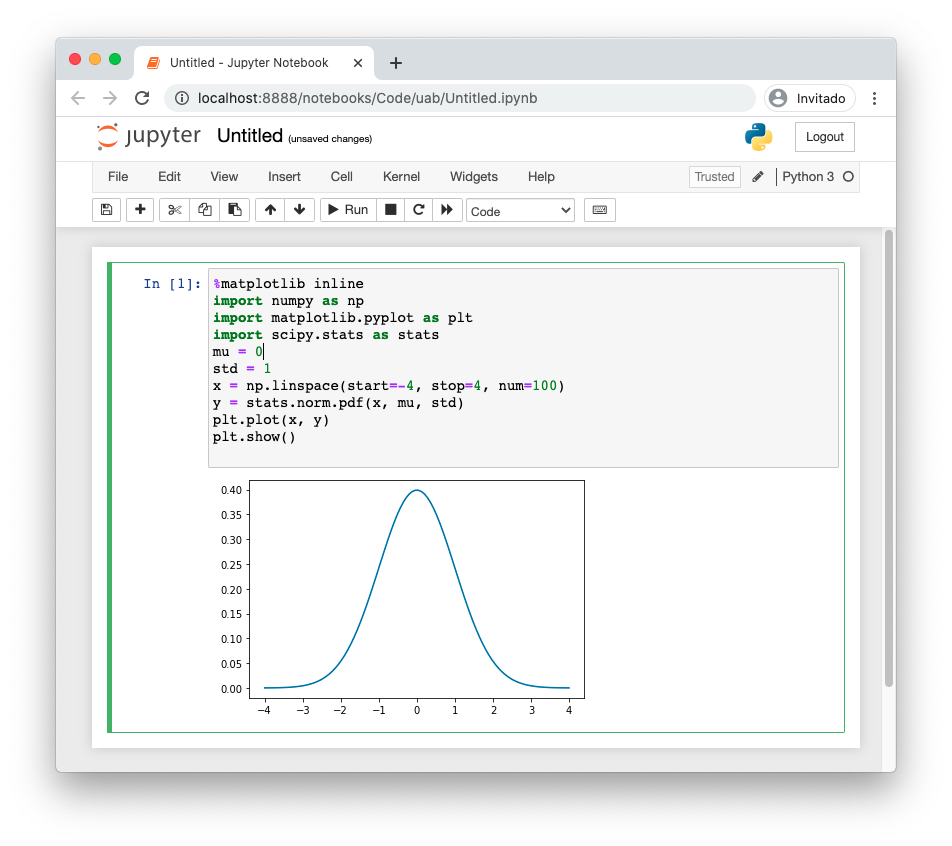 Untitled - Jupyter Notebook
localhost:8888/notebooks/Code/uab/Untitled.ipynb
Invitado
jupyter Untitled (unsaved changes)
Logout
File Edit View Insert Cell Kernel Widgets Help
Trusted
Python 3
Run
Code
In [1]:
%matplotlib inline
import numpy as np
import matplotlib.pyplot as plt
import scipy.stats as stats
mu = 0
std = 1
x = np.linspace(start=-4, stop=4, num=100)
y = stats.norm.pdf(x, mu, std)
plt.plot(x, y)
plt.show()
0.40
0.35
0.30
0.25
0.20
0.15
0.10
0.05
0.00
−4 −3 −2 −1 0 1 2 3 4